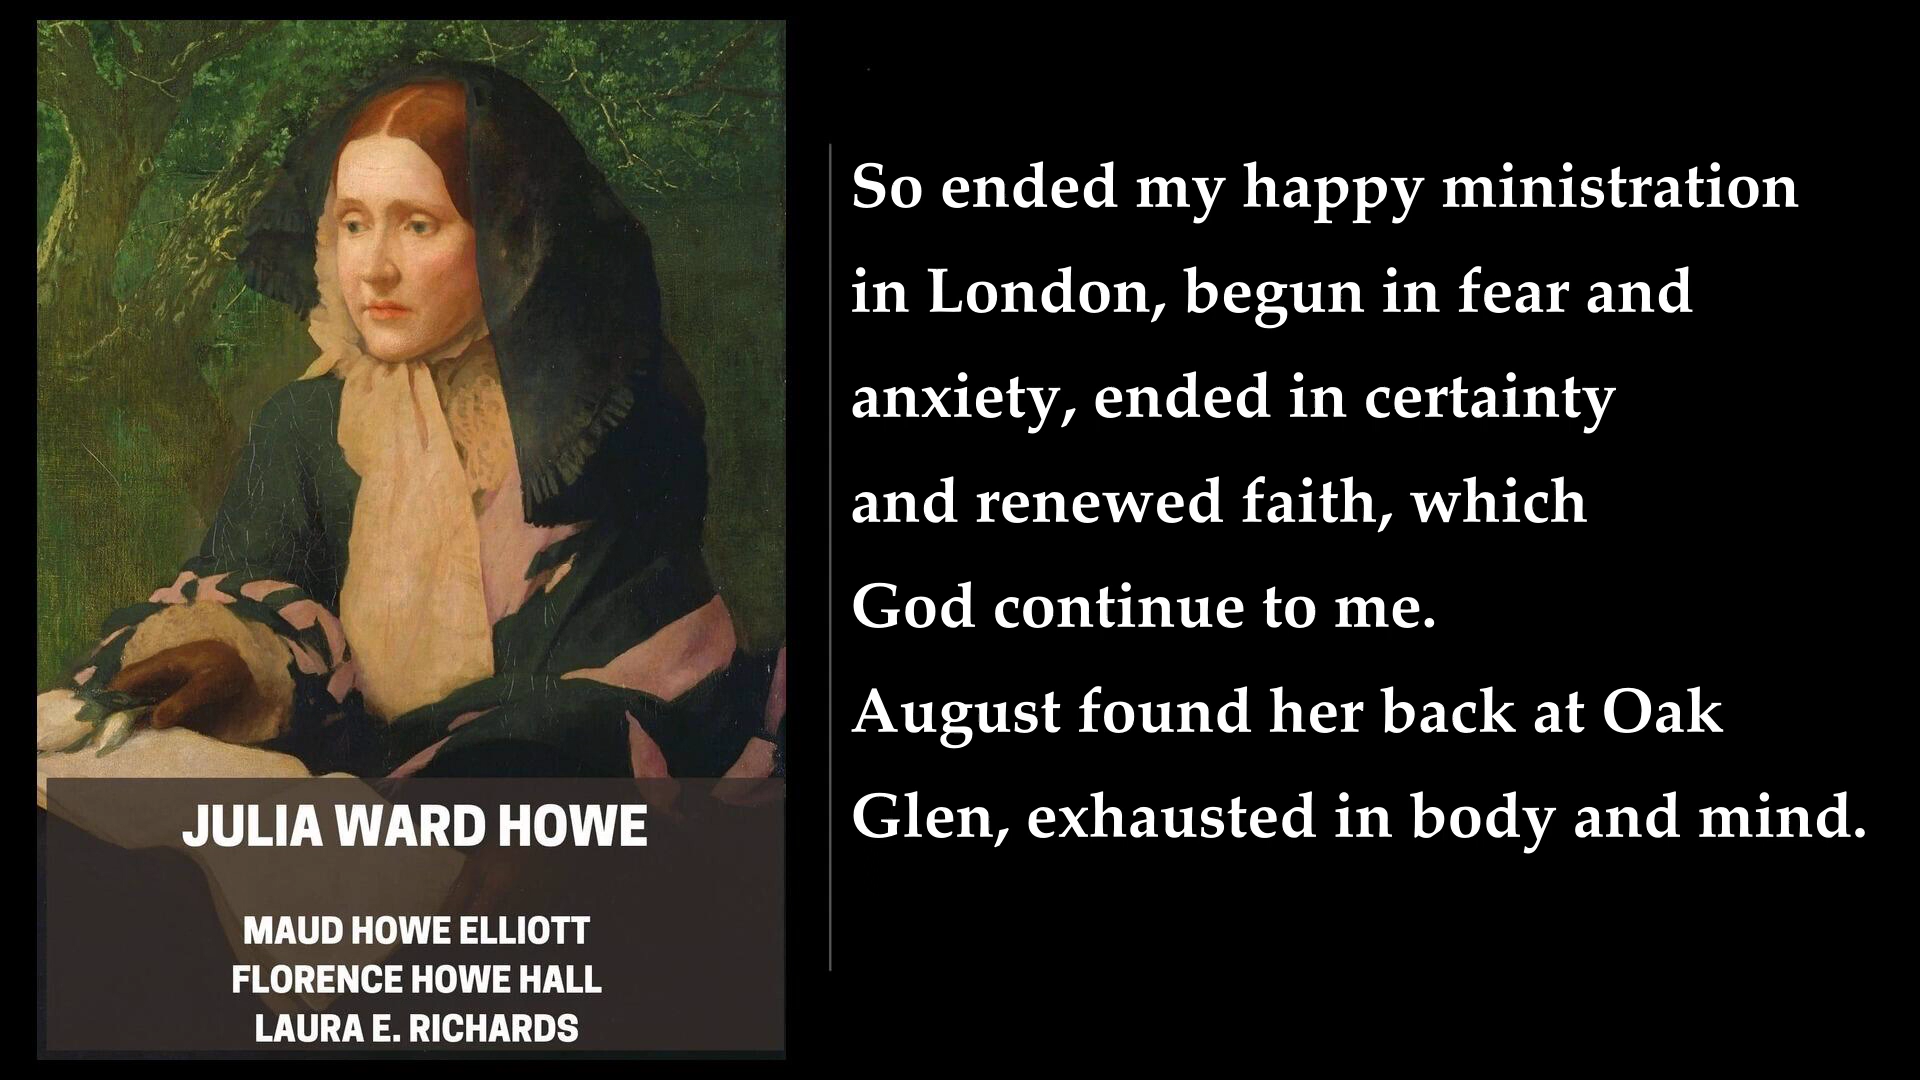 JULIA WARD HOWE
MAUD HOWE ELLIOTT
FLORENCE HOWE HALL
LAURA E. RICHARDS
So ended my happy ministration
in London, begun in fear and
anxiety, ended in certainty
and renewed faith, which
God continue to me.
August found her back at Oak
Glen, exhausted in body and mind.